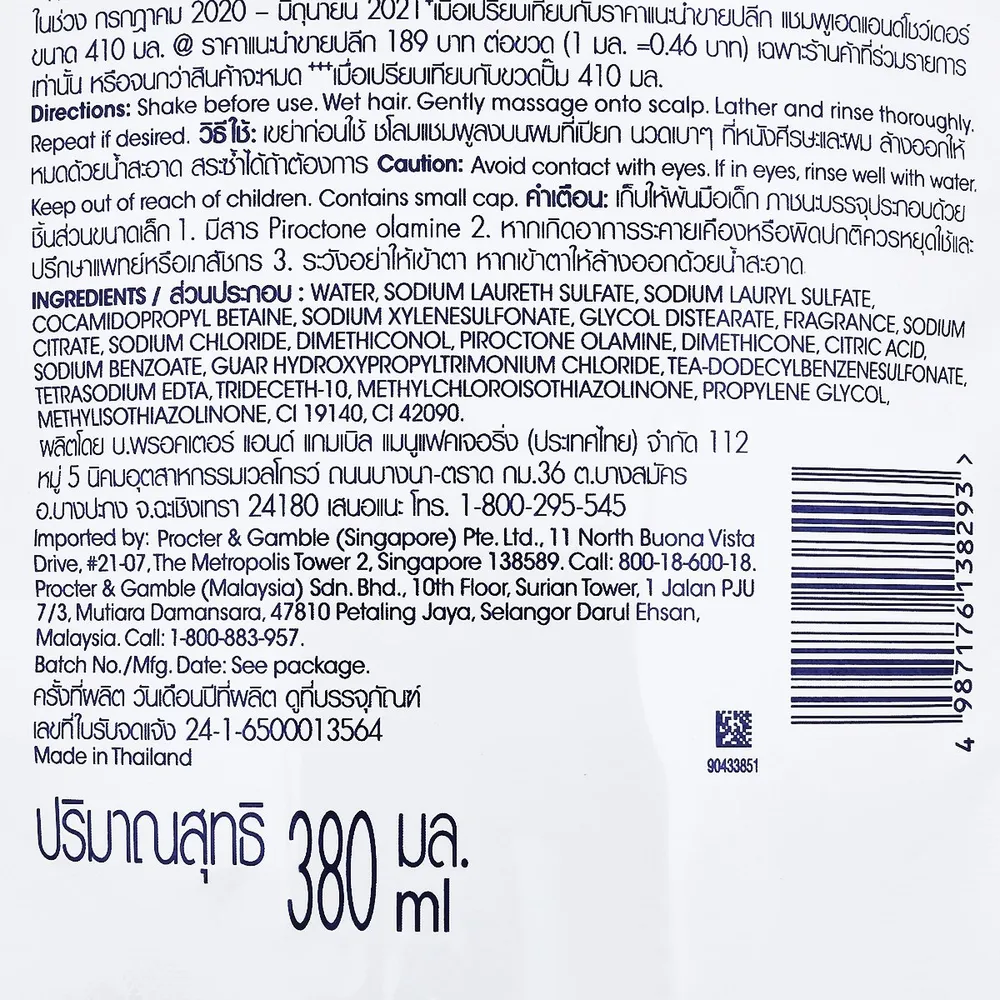 ในช่วง กรกฎาคม 2020 – มิถุนายน 2021 ⁺เมื่อเปรียบเทียบกับราคาแนะนำขายปลีก แชมพูเฮดแอนด์โชว์เดอร์
ขนาด 410 มล. @ ราคาแนะนำขายปลีก 189 บาท ต่อขวด (1 มล. =0.46 บาท) เฉพาะร้านค้าที่ร่วมรายการ
เท่านั้น หรือจนกว่าสินค้าจะหมด ⁺⁺⁺เมื่อเปรียบเทียบกับขวดปั๊ม 410 มล.
Directions: Shake before use. Wet hair. Gently massage onto scalp. Lather and rinse thoroughly.
Repeat if desired. วิธีใช้: เขย่าก่อนใช้ ชโลมแชมพูลงบนผมที่เปียก นวดเบาๆ ที่หนังศีรษะและผม ล้างออกให้
หมดด้วยน้ำสะอาด สระซ้ำได้ถ้าต้องการ Caution: Avoid contact with eyes. If in eyes, rinse well with water.
Keep out of reach of children. Contains small cap. คำเตือน: เก็บให้พ้นมือเด็ก ภาชนะบรรจุประกอบด้วย
ชิ้นส่วนขนาดเล็ก 1. มีสาร Piroctone olamine 2. หากเกิดอาการระคายเคืองหรือผิดปกติควรหยุดใช้และ
ปรึกษาแพทย์หรือเภสัชกร 3. ระวังอย่าให้เข้าตา หากเข้าตาให้ล้างออกด้วยน้ำสะอาด
INGREDIENTS / ส่วนประกอบ : WATER, SODIUM LAURETH SULFATE, SODIUM LAURYL SULFATE,
COCAMIDOPROPYL BETAINE, SODIUM XYLENESULFONATE, GLYCOL DISTEARATE, FRAGRANCE, SODIUM
CITRATE, SODIUM CHLORIDE, DIMETHICONOL, PIROCTONE OLAMINE, DIMETHICONE, CITRIC ACID,
SODIUM BENZOATE, GUAR HYDROXYPROPYLTRIMONIUM CHLORIDE, TEA-DODECYLBENZENESULFONATE,
TETRASODIUM EDTA, TRIDECETH-10, METHYLCHLOROISOTHIAZOLINONE, PROPYLENE GLYCOL,
METHYLISOTHIAZOLINONE, CI 19140, CI 42090.
ผลิตโดย บ.พรอคเตอร์ แอนด์ แกมเบิล แมนูแฟคเจอริ่ง (ประเทศไทย) จำกัด 112
หมู่ 5 นิคมอุตสาหกรรมเวลโกรว์ ถนนบางนา-ตราด กม.36 ต.บางสมัคร
อ.บางปะกง จ.ฉะเชิงเทรา 24180 เสนอแนะ โทร. 1-800-295-545
Imported by: Procter & Gamble (Singapore) Pte. Ltd., 11 North Buona Vista
Drive, #21-07, The Metropolis Tower 2, Singapore 138589. Call: 800-18-600-18.
Procter & Gamble (Malaysia) Sdn. Bhd., 10th Floor, Surian Tower, 1 Jalan PJU
7/3, Mutiara Damansara, 47810 Petaling Jaya, Selangor Darul Ehsan,
Malaysia. Call: 1-800-883-957.
Batch No./Mfg. Date: See package.
ครั้งที่ผลิต วันเดือนปีที่ผลิต ดูที่บรรจุภัณฑ์
เลขที่ใบรับจดแจ้ง 24-1-6500013564
Made in Thailand
4 987176 138293 >
90433851
ปริมาณสุทธิ 380 มล.
ml